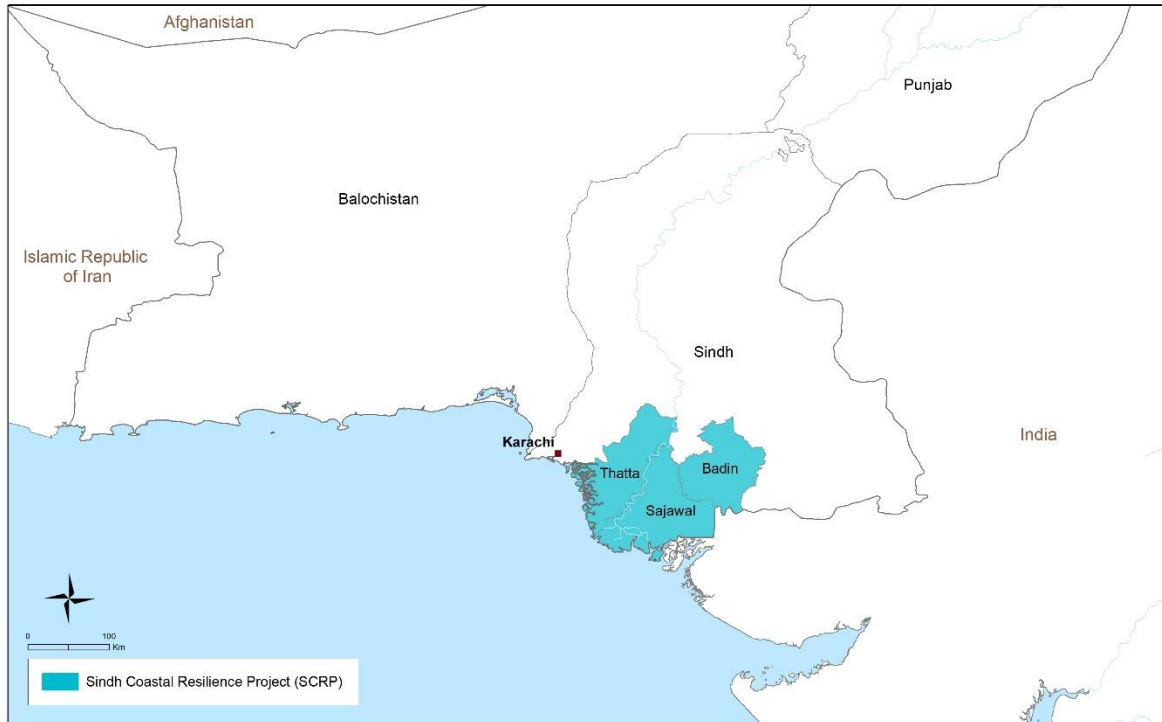 Afghanistan
Punjab
Balochistan
Islamic Republic
of Iran
Sindh
Karachi
India
Thatta
Badin
Sajawal
0 100
Km
Sindh Coastal Resilience Project (SCRP)